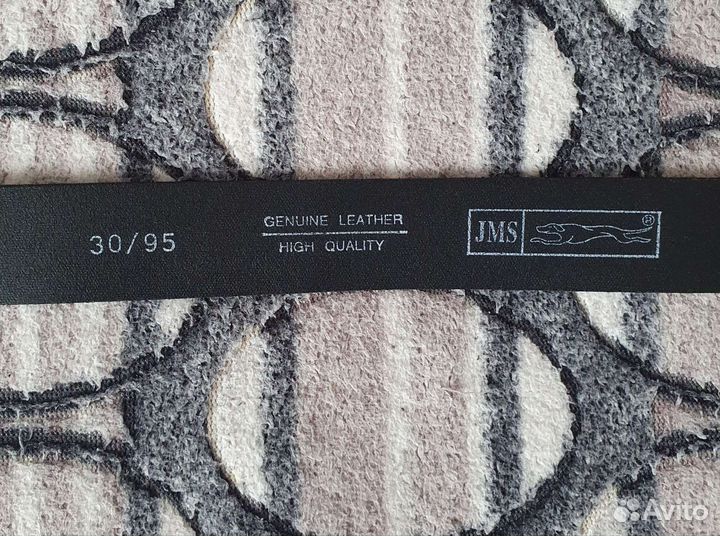 30/95
GENUINE LEATHER
HIGH QUALITY
JMS
®
Avito